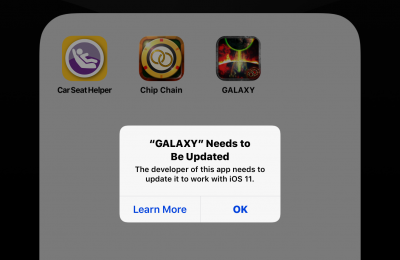 Car Seat Helper Chip Chain GALAXY
“GALAXY” Needs to
Be Updated
The developer of this app needs to
update it to work with iOS 11.
Learn More OK